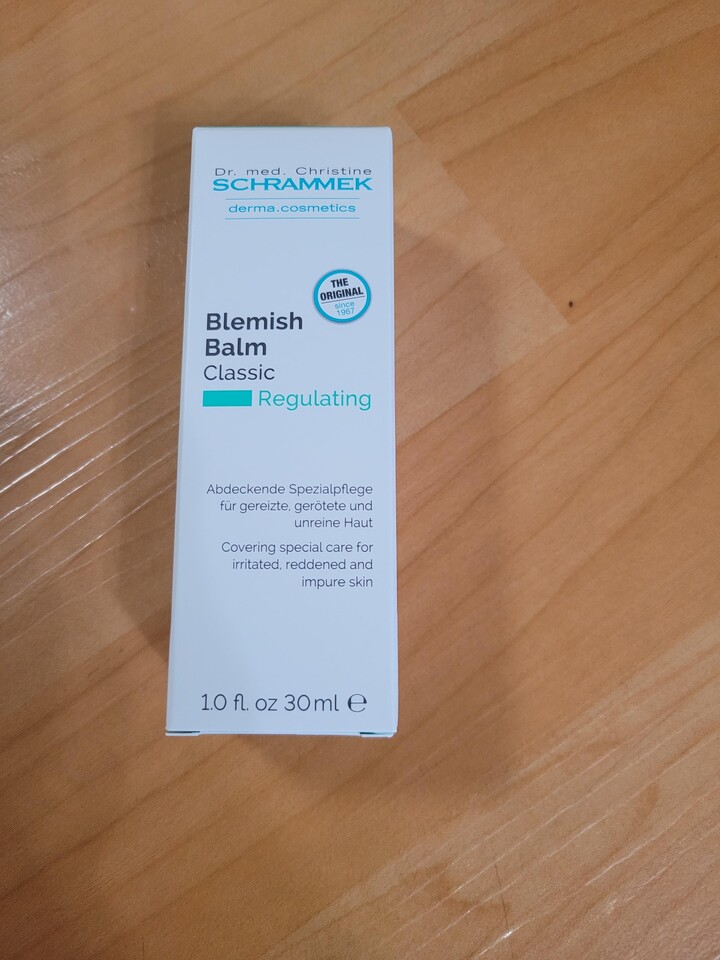 Dr. med. Christine
SCHRAMMEK
derma.cosmetics
THE
ORIGINAL
since
1967
Blemish
Balm
Classic
Regulating
Abdeckende Spezialpflege
für gereizte, gerötete und
unreine Haut
Covering special care for
irritated, reddened and
impure skin
1.0 fl. oz 30 ml ℮